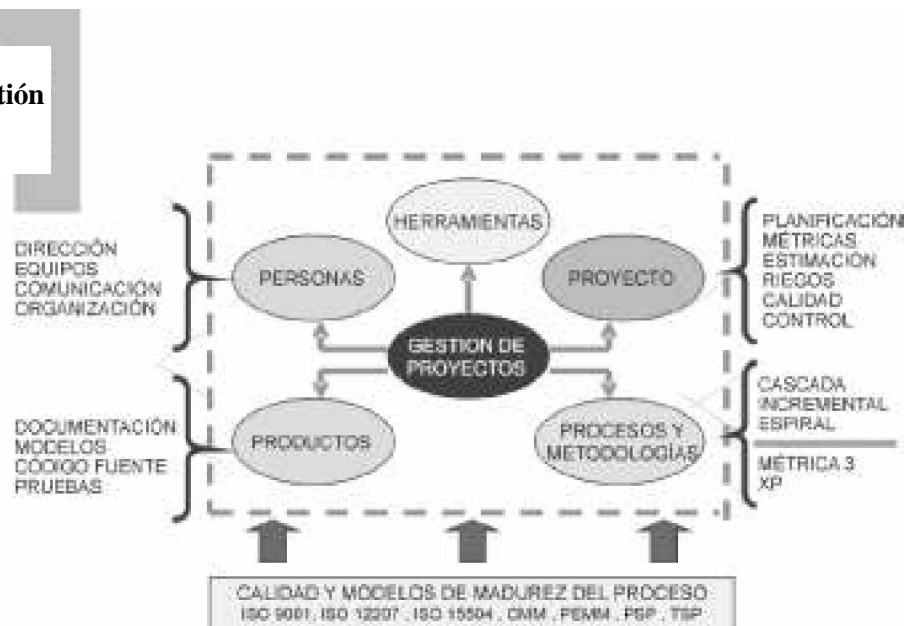 tión
HERRAMIENTAS
PERSONAS
PROYECTO
GESTION DE
PROYECTOS
PRODUCTOS
PROCESOS Y
METODOLOGÍAS
DIRECCIÓN
EQUIPOS
COMUNICACIÓN
ORGANIZACIÓN
DOCUMENTACIÓN
MODELOS
CÓDIGO FUENTE
PRUEBAS
PLANIFICACIÓN
MÉTRICAS
ESTIMACIÓN
RIEGOS
CALIDAD
CONTROL
CASCADA
INCREMENTAL
ESPIRAL
MÉTRICA 3
XP
CALIDAD Y MODELOS DE MADUREZ DEL PROCESO
ISO 9001, ISO 12207 , ISO 15504 , CMM , PEMM , PSP , TSP